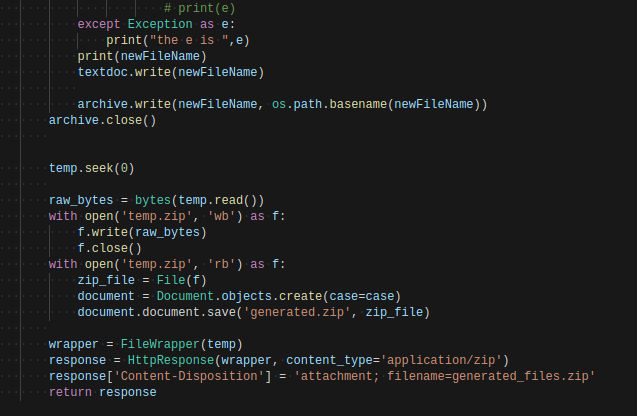 # print(e)
except Exception as e:
print("the e is ",e)
print(newFileName)
textdoc.write(newFileName)
archive.write(newFileName, os.path.basename(newFileName))
archive.close()
temp.seek(0)
raw_bytes = bytes(temp.read())
with open('temp.zip', 'wb') as f:
f.write(raw_bytes)
f.close()
with open('temp.zip', 'rb') as f:
zip_file = File(f)
document = Document.objects.create(case=case)
document.document.save('generated.zip', zip_file)
wrapper = FileWrapper(temp)
response = HttpResponse(wrapper, content_type='application/zip')
response['Content-Disposition'] = 'attachment; filename=generated_files.zip'
return response